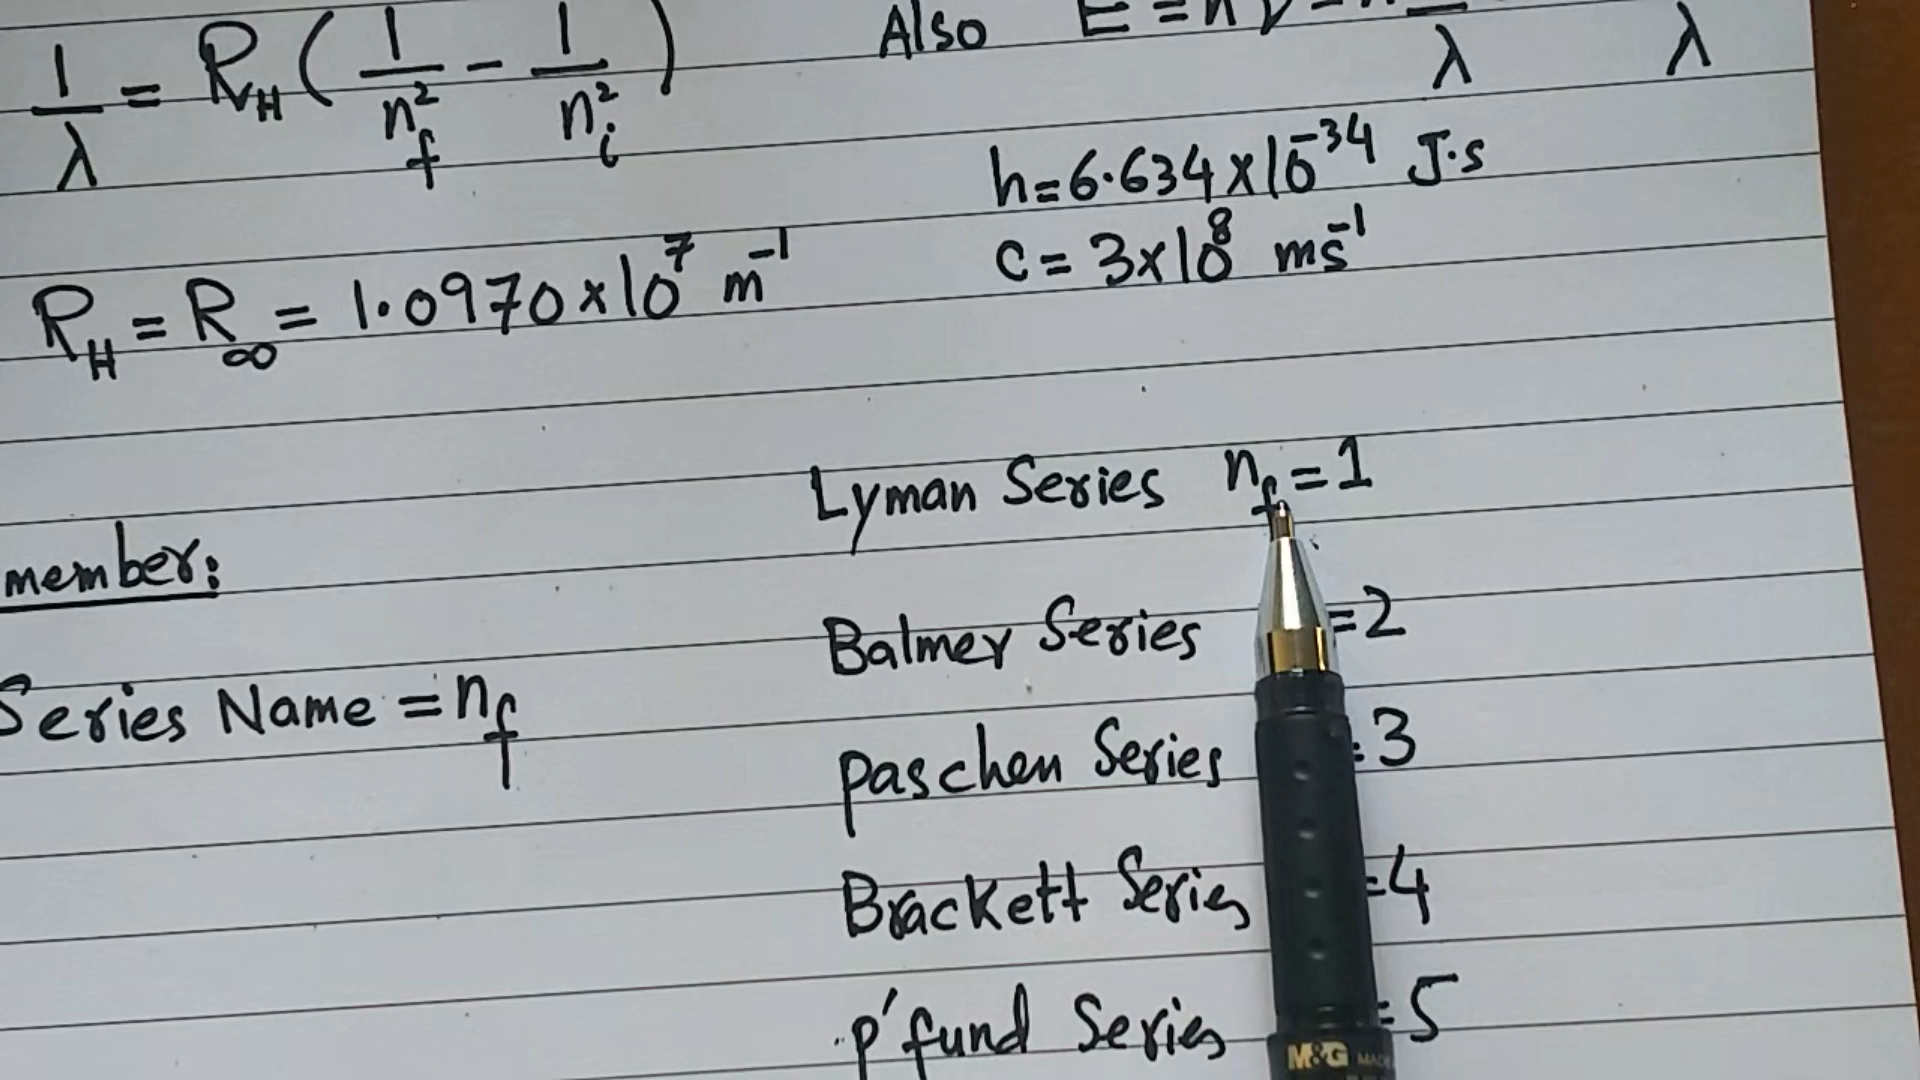 1/λ = R_H ( 1/n_f² - 1/n_i² )
Also E = hν = λ λ
h = 6.634 x 10⁻³⁴ J·s
c = 3x10⁸ ms⁻¹
R_H = R_∞ = 1.0970 x 10⁷ m⁻¹
Lyman Series n_f = 1
member:
Balmer Series =2
Series Name = n_f
Paschen Series =3
Brackett Series =4
p'fund Series =5
M&G